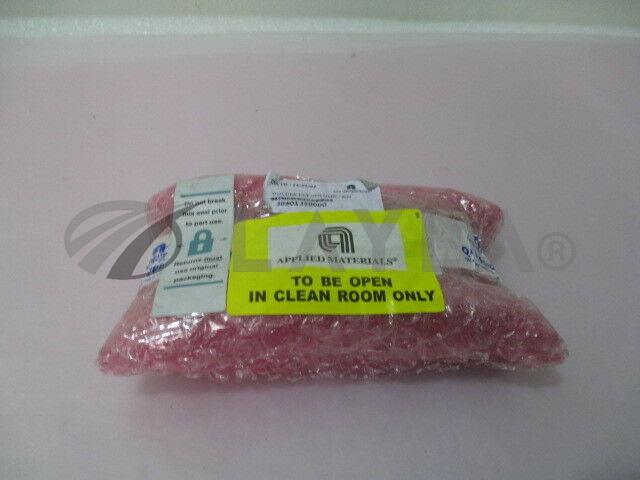 Do not break
this seal prior
to part use.
Returns must
use original
packaging.
30801350000
APPLIED MATERIALS®
TO BE OPEN
IN CLEAN ROOM ONLY